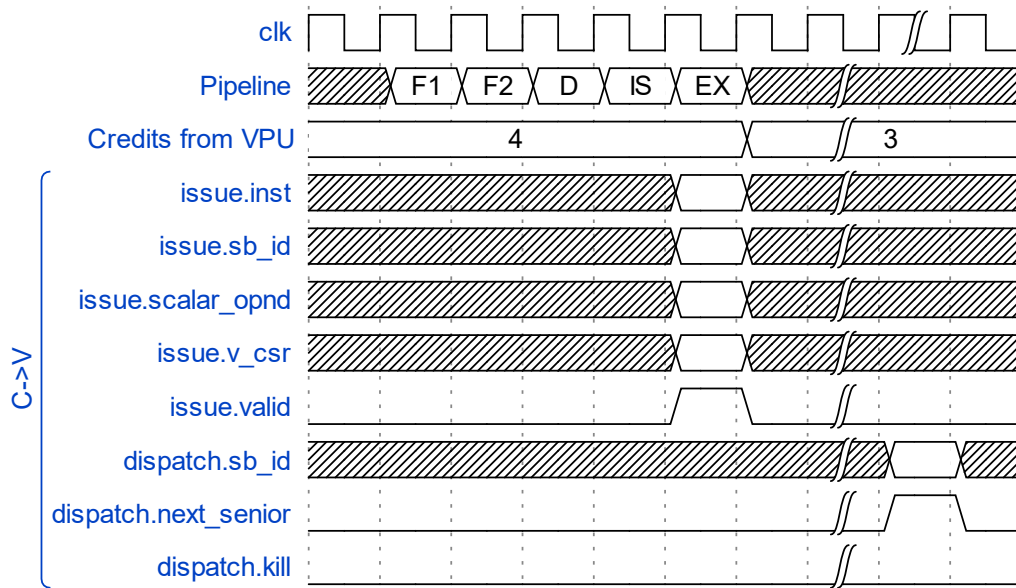 clk
Pipeline F1 F2 D IS EX
Credits from VPU 4 3
issue.inst
issue.sb_id
issue.scalar_opnd
issue.v_csr
C->V
issue.valid
dispatch.sb_id
dispatch.next_senior
dispatch.kill